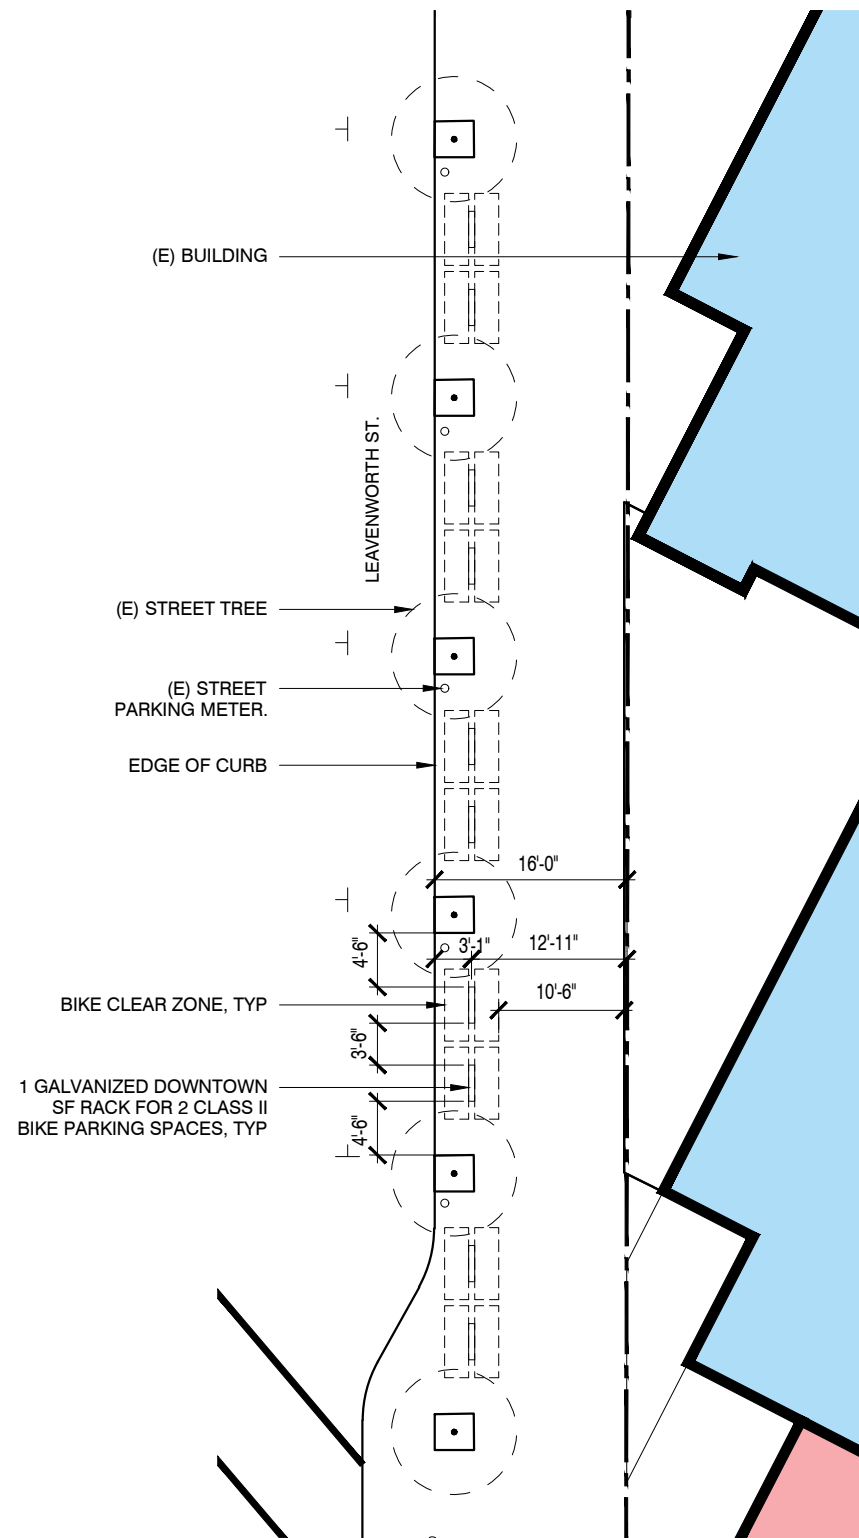 (E) BUILDING
LEAVENWORTH ST.
(E) STREET TREE
(E) STREET
PARKING METER.
EDGE OF CURB
16'-0"
4'-6"
3'-1"
12'-11"
BIKE CLEAR ZONE, TYP
10'-6"
3'-6"
1 GALVANIZED DOWNTOWN
SF RACK FOR 2 CLASS II
BIKE PARKING SPACES, TYP
4'-6"